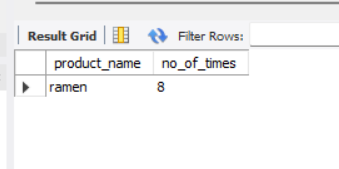 Result Grid Filter Rows:
product_name no_of_times
ramen 8